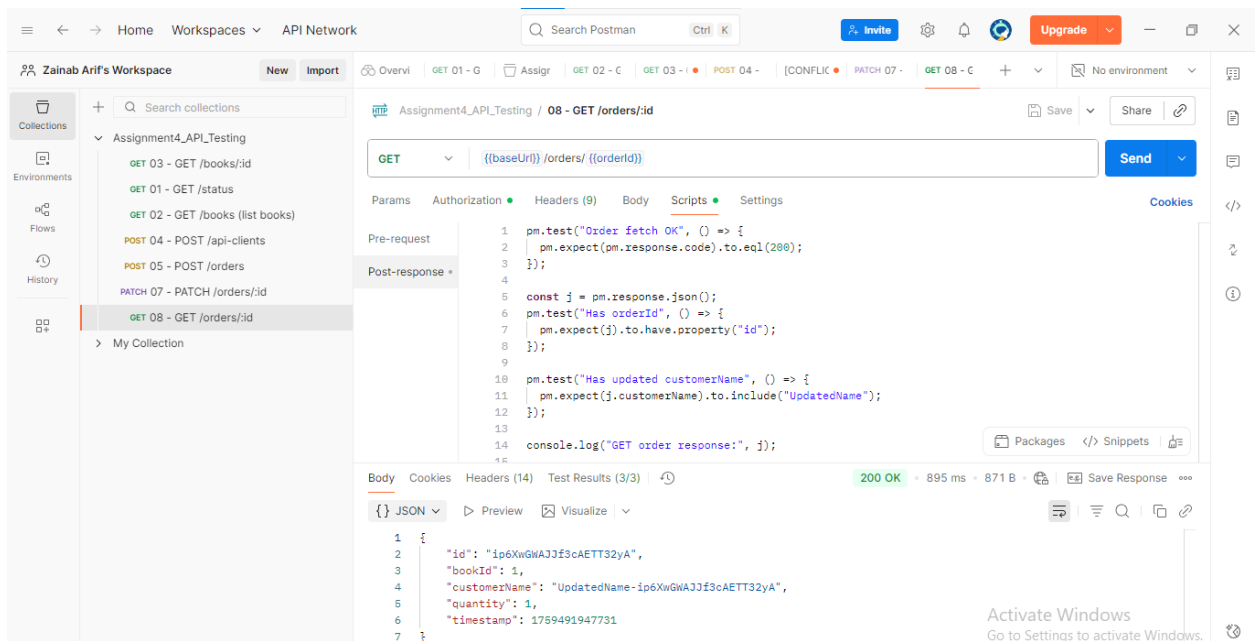 Home Workspaces API Network
Search Postman Ctrl K
Invite
Upgrade
Zainab Arif's Workspace New Import
Overvi GET 01 - G Assigr GET 02 - G GET 03 - ( POST 04 - [CONFLIC PATCH 07 - GET 08 - G No environment
Collections
Environments
Flows
History
Search collections
Assignment4_API_Testing
GET 03 - GET /books/:id
GET 01 - GET /status
GET 02 - GET /books (list books)
POST 04 - POST /api-clients
POST 05 - POST /orders
PATCH 07 - PATCH /orders/:id
GET 08 - GET /orders/:id
My Collection
HTTP Assignment4_API_Testing / 08 - GET /orders/:id Save Share
GET {{baseUrl}} /orders/ {{orderId}} Send
Params Authorization Headers (9) Body Scripts Settings Cookies
Pre-request
Post-response
1 pm.test("Order fetch OK", () => {
2 pm.expect(pm.response.code).to.eql(200);
3 });
4
5 const j = pm.response.json();
6 pm.test("Has orderId", () => {
7 pm.expect(j).to.have.property("id");
8 });
9
10 pm.test("Has updated customerName", () => {
11 pm.expect(j.customerName).to.include("UpdatedName");
12 });
13
14 console.log("GET order response:", j);
15
Packages Snippets
Body Cookies Headers (14) Test Results (3/3) 200 OK 895 ms 871 B Save Response
{} JSON Preview Visualize
1 {
2 "id": "ip6XwGWAJJf3cAETT32yA",
3 "bookId": 1,
4 "customerName": "UpdatedName-ip6XwGWAJJf3cAETT32yA",
5 "quantity": 1,
6 "timestamp": 1759491947731
7 }
Activate Windows
Go to Settings to activate Windows.